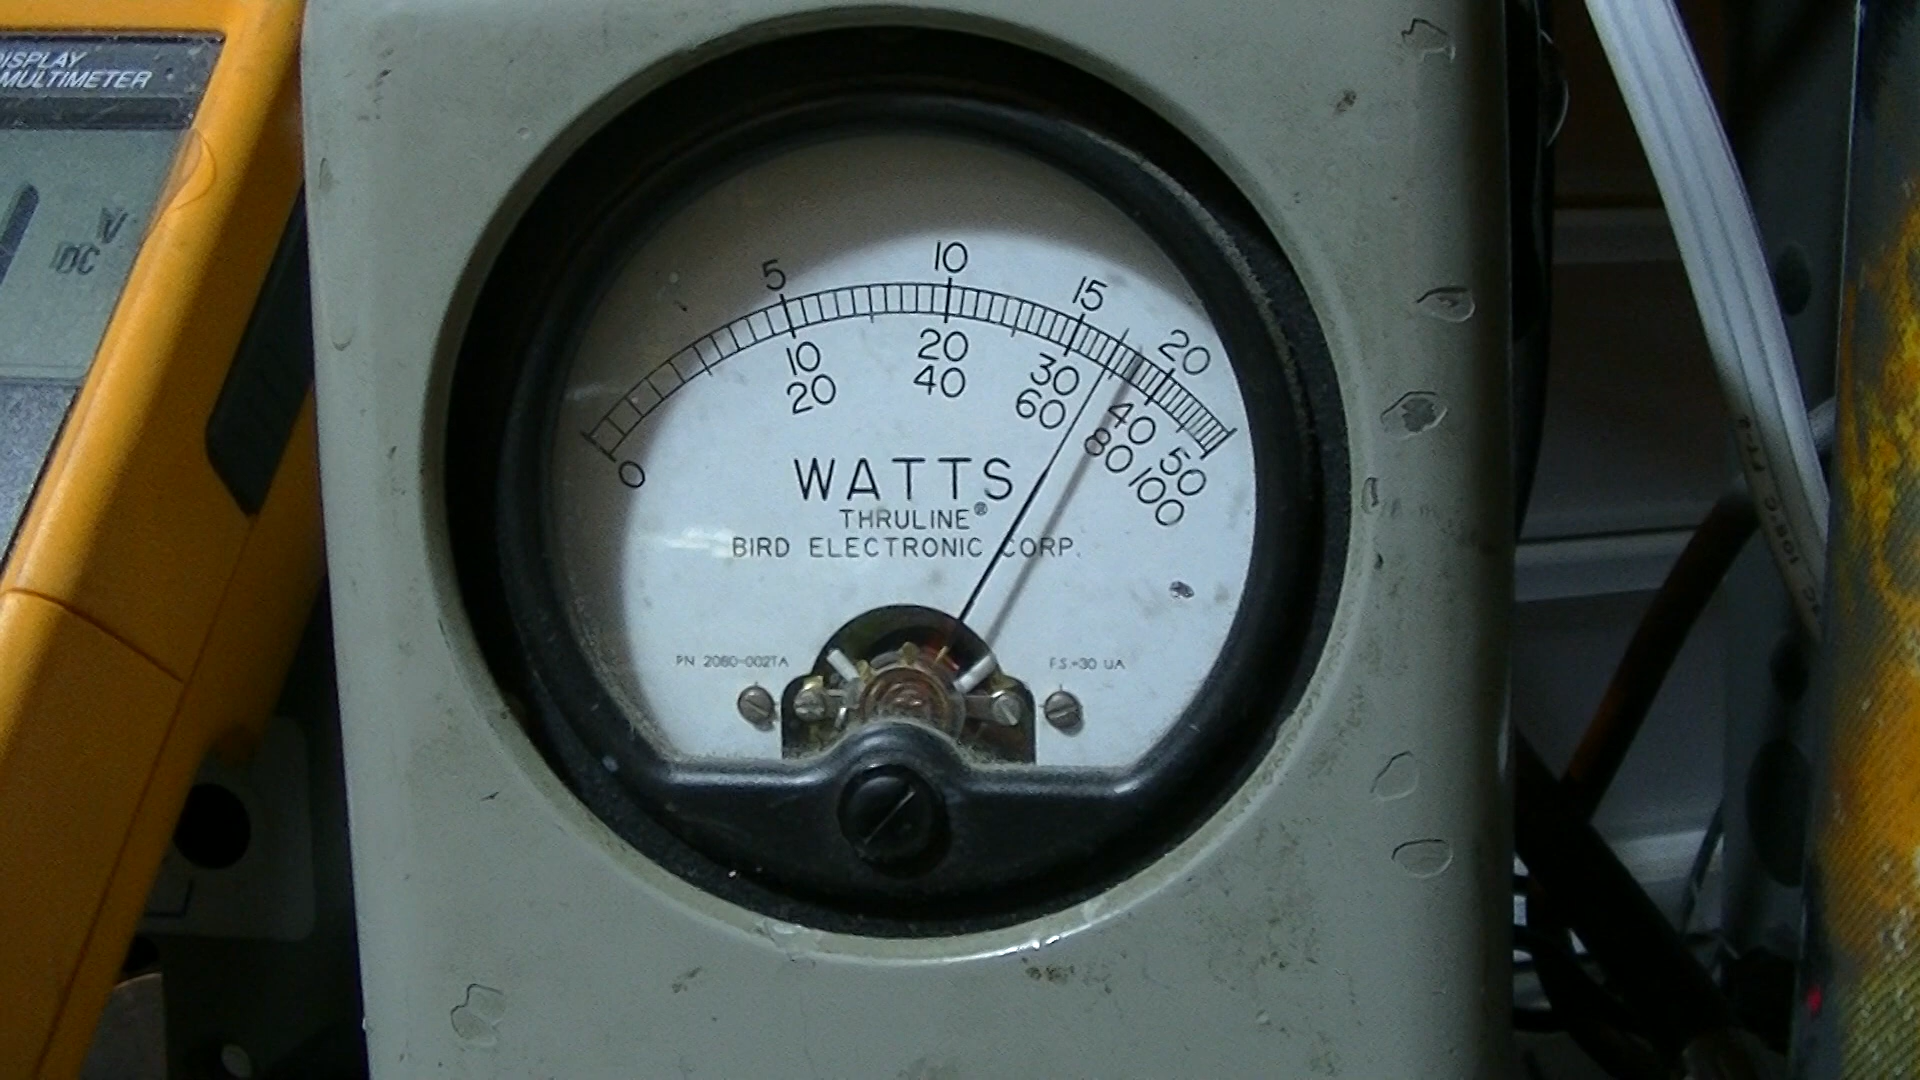 DISPLAY
MULTIMETER
V
DC
5 10 15 20
10 20 30 40 50
20 40 60 80 100
0
WATTS
THRULINE®
BIRD ELECTRONIC CORP.
PN 2080-002TA
F.S.=30 UA